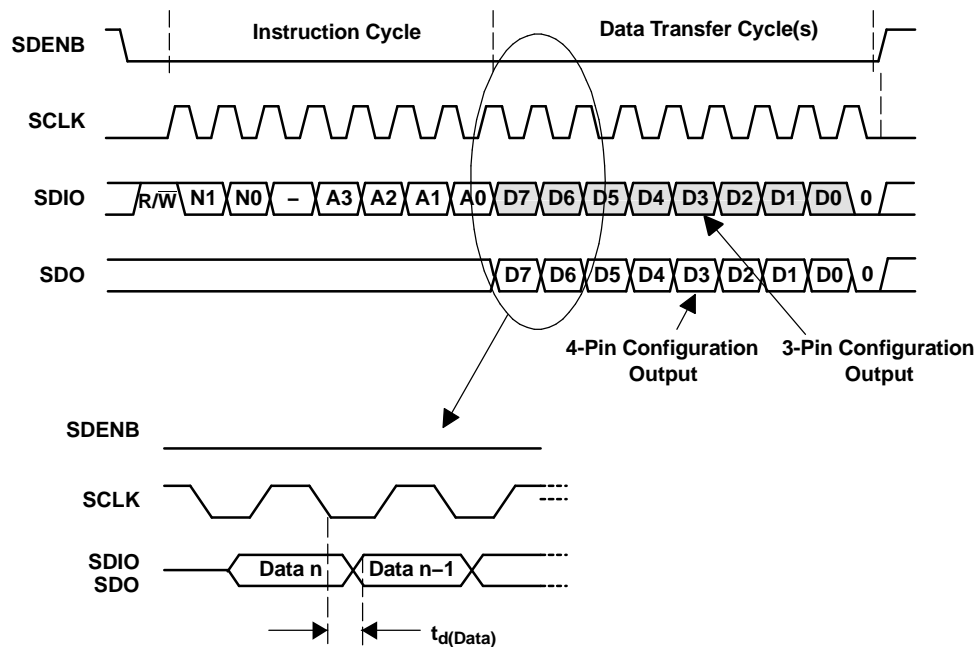 Instruction Cycle
Data Transfer Cycle(s)
SDENB
SCLK
SDIO R/W̅ N1 N0 – A3 A2 A1 A0 D7 D6 D5 D4 D3 D2 D1 D0 0
SDO D7 D6 D5 D4 D3 D2 D1 D0 0
4-Pin Configuration
Output
3-Pin Configuration
Output
SDENB
SCLK
SDIO
SDO
Data n Data n–1
td(Data)